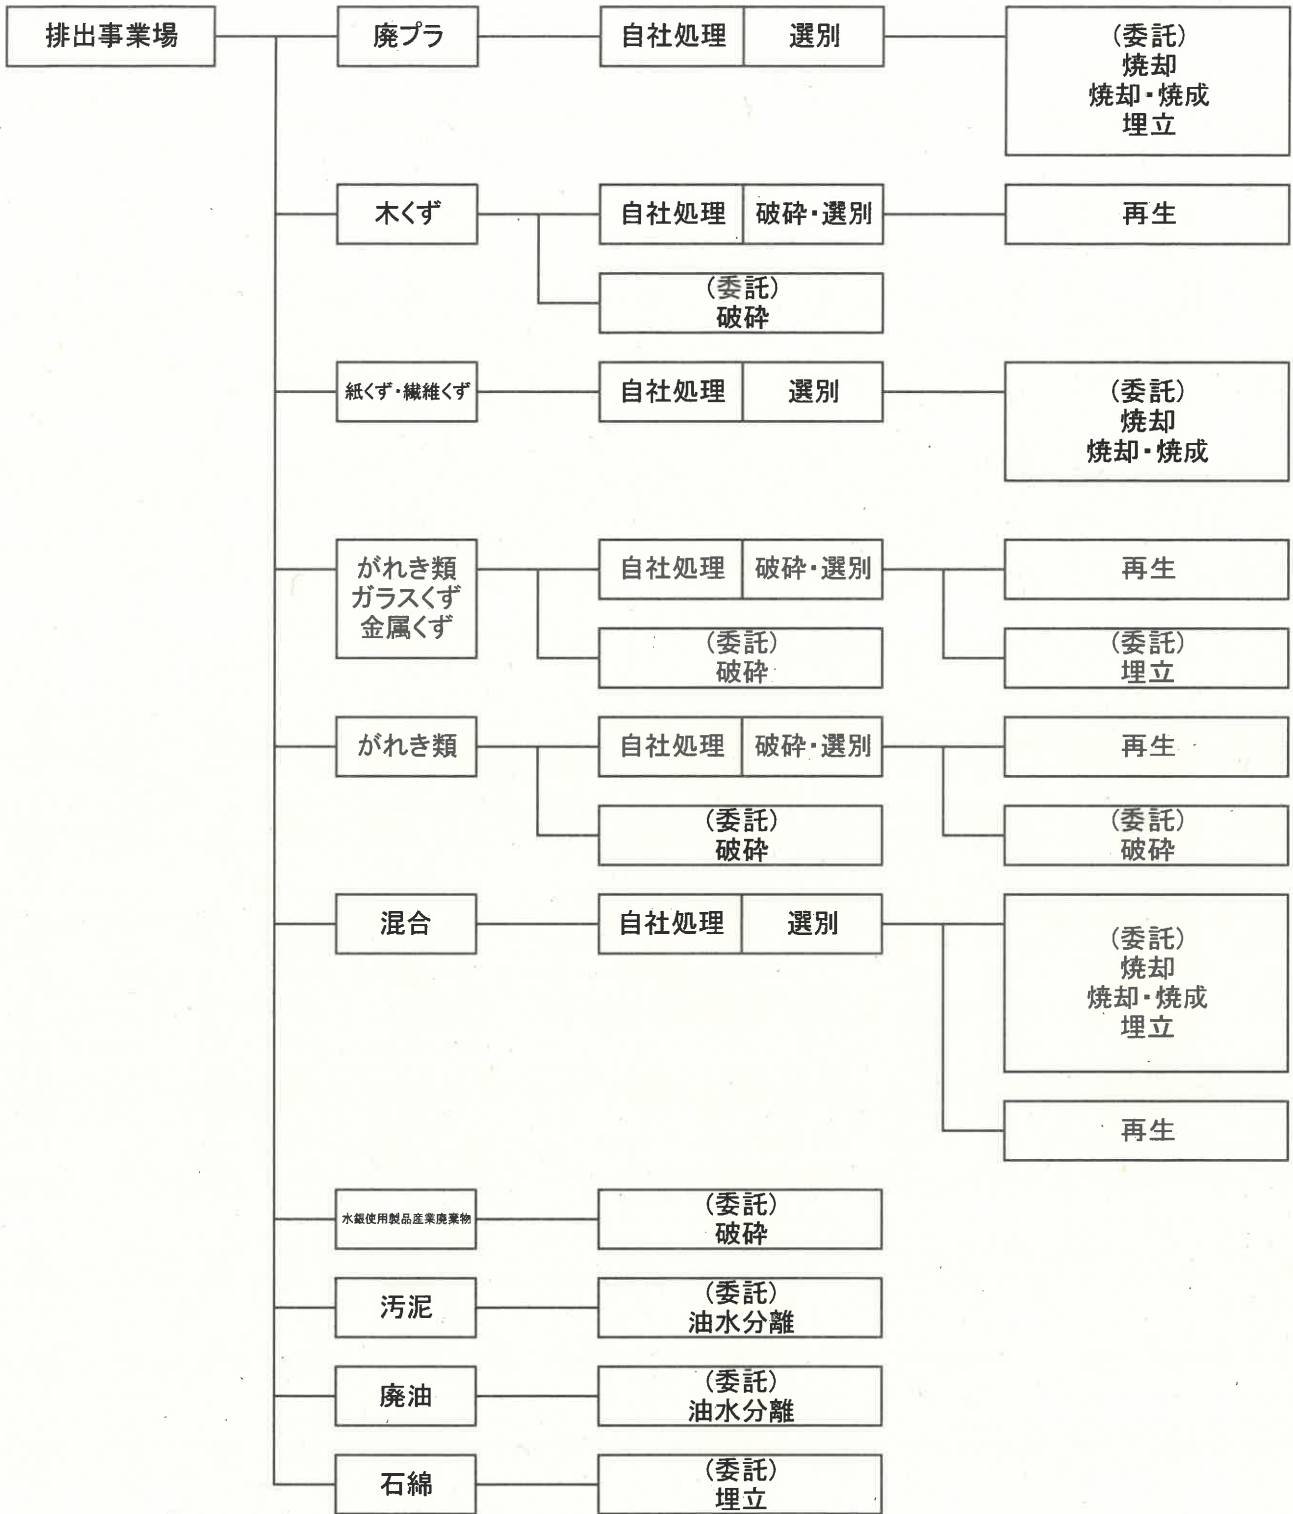 排出事業場
廃プラ
自社処理
選別
(委託)
焼却
焼却・焼成
埋立
木くず
自社処理
破砕・選別
再生
(委託)
破砕
紙くず・繊維くず
自社処理
選別
(委託)
焼却
焼却・焼成
がれき類
ガラスくず
金属くず
自社処理
破砕・選別
再生
(委託)
破砕
(委託)
埋立
がれき類
自社処理
破砕・選別
再生
(委託)
破砕
(委託)
破砕
混合
自社処理
選別
(委託)
焼却
焼却・焼成
埋立
再生
水銀使用製品産業廃棄物
(委託)
破砕
汚泥
(委託)
油水分離
廃油
(委託)
油水分離
石綿
(委託)
埋立